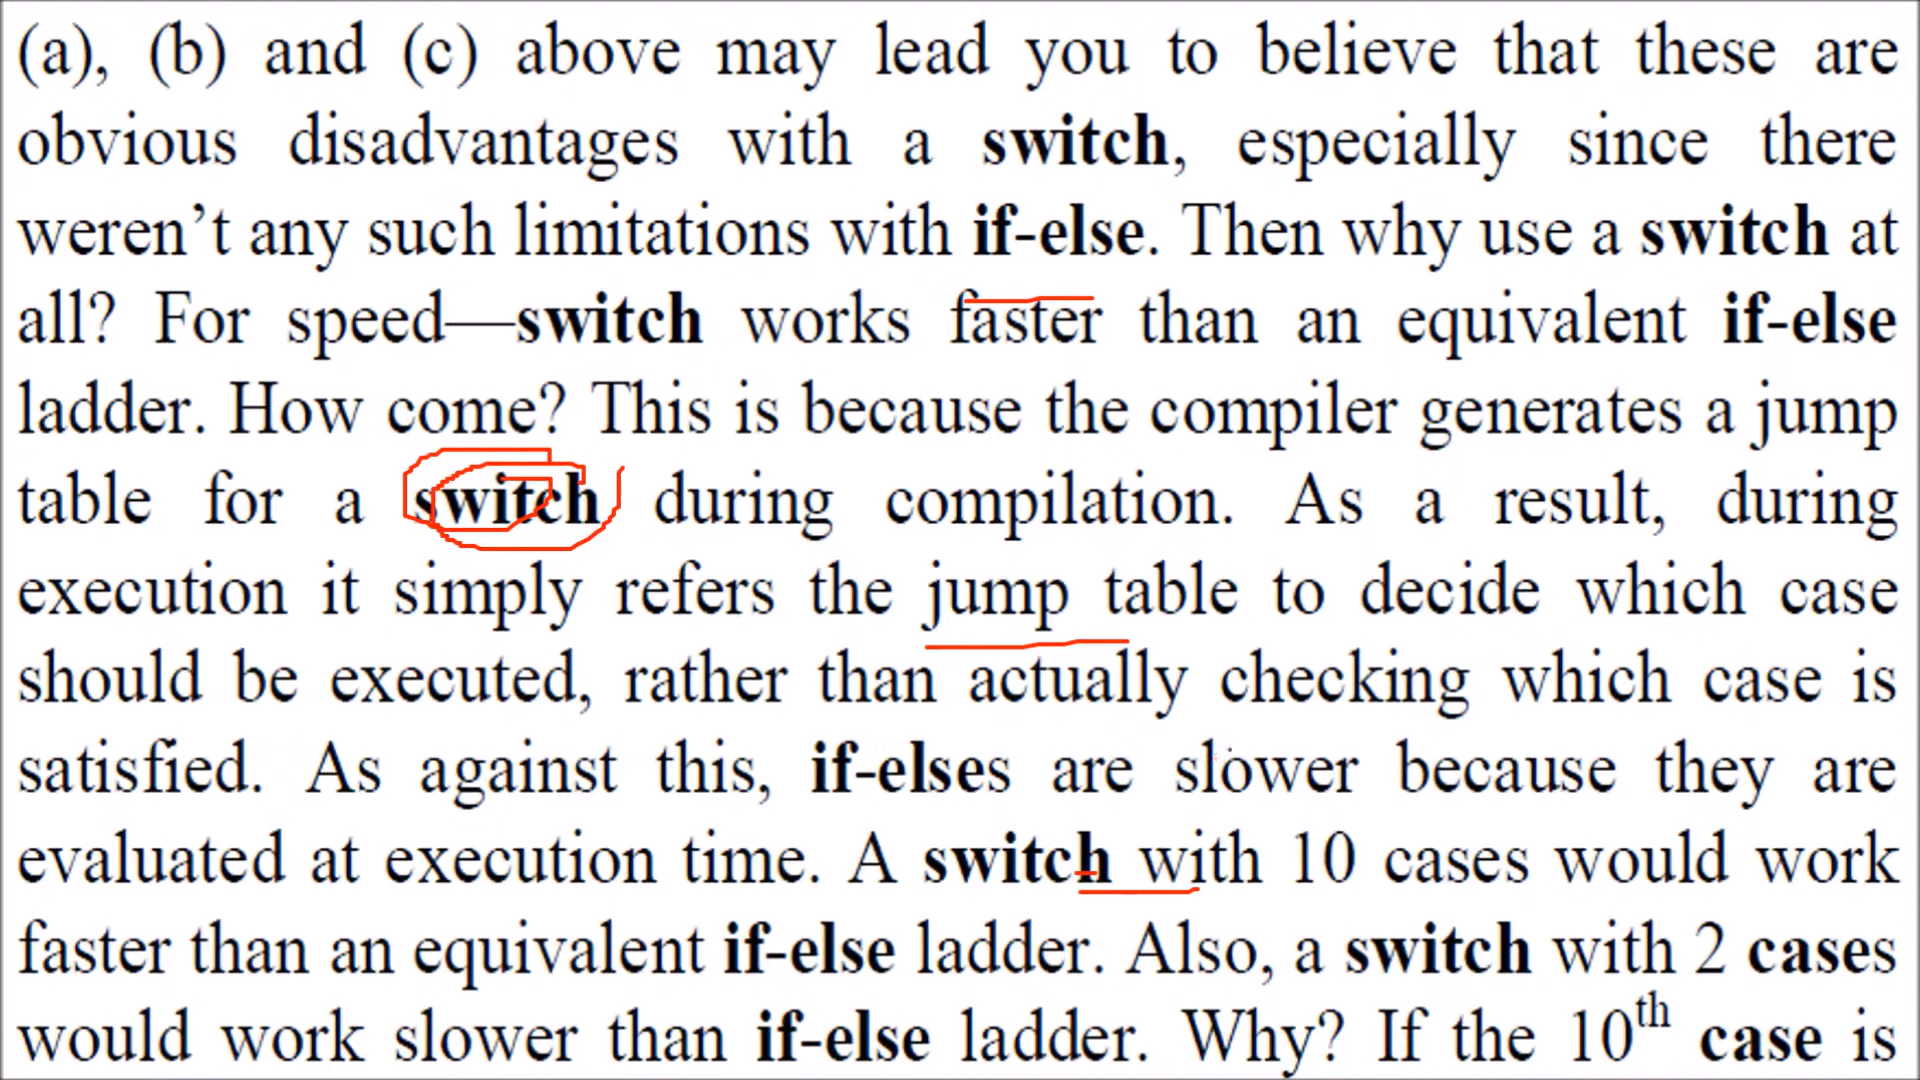 (a), (b) and (c) above may lead you to believe that these are
obvious disadvantages with a switch, especially since there
weren’t any such limitations with if-else. Then why use a switch at
all? For speed—switch works faster than an equivalent if-else
ladder. How come? This is because the compiler generates a jump
table for a switch during compilation. As a result, during
execution it simply refers the jump table to decide which case
should be executed, rather than actually checking which case is
satisfied. As against this, if-elses are slower because they are
evaluated at execution time. A switch with 10 cases would work
faster than an equivalent if-else ladder. Also, a switch with 2 cases
would work slower than if-else ladder. Why? If the 10th case is